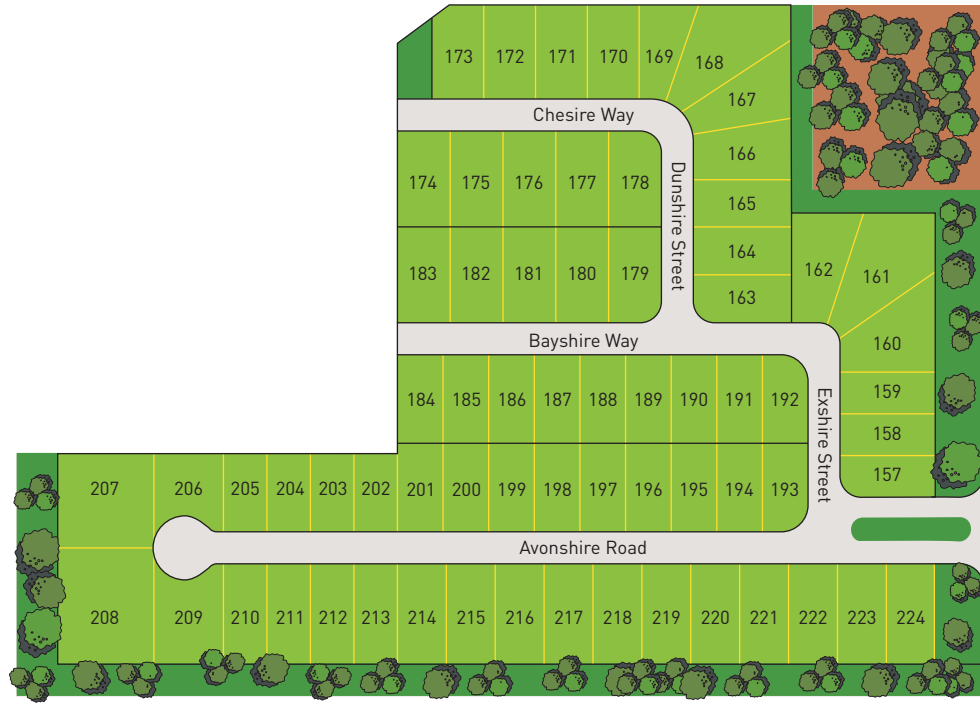 173 172 171 170 169 168
167
Chesire Way
166
174 175 176 177 178
165
Dunshire Street
164
183 182 181 180 179
163
162 161
Bayshire Way
160
159
184 185 186 187 188 189 190 191 192
158
Exshire Street
157
207 206 205 204 203 202 201 200 199 198 197 196 195 194 193
Avonshire Road
208 209 210 211 212 213 214 215 216 217 218 219 220 221 222 223 224